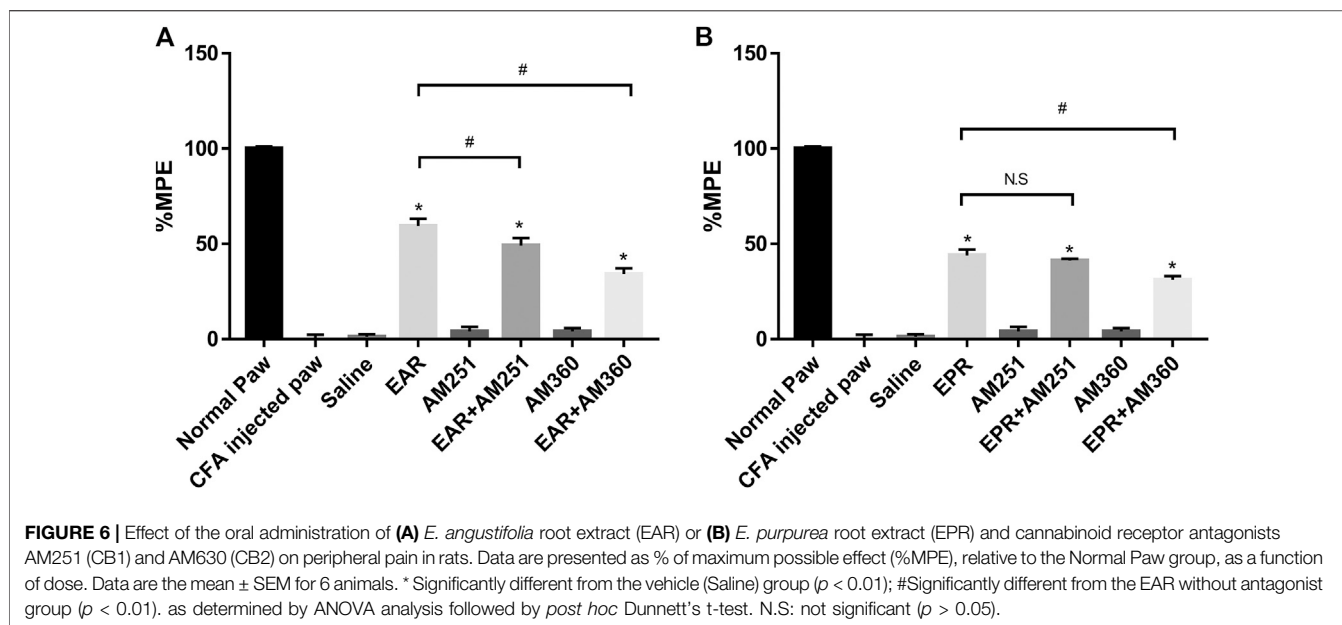 A
B
150
100
50
0
%MPE
#
#
*
*
*
Normal Paw
CFA injected paw
Saline
EAR
AM251
EAR+AM251
AM360
EAR+AM360
150
100
50
0
%MPE
#
N.S
*
*
*
Normal Paw
CFA injected paw
Saline
EPR
AM251
EPR+AM251
AM360
EPR+AM360
FIGURE 6 | Effect of the oral administration of (A) E. angustifolia root extract (EAR) or (B) E. purpurea root extract (EPR) and cannabinoid receptor antagonists
AM251 (CB1) and AM630 (CB2) on peripheral pain in rats. Data are presented as % of maximum possible effect (%MPE), relative to the Normal Paw group, as a function
of dose. Data are the mean ± SEM for 6 animals. * Significantly different from the vehicle (Saline) group (p < 0.01); #Significantly different from the EAR without antagonist
group (p < 0.01). as determined by ANOVA analysis followed by post hoc Dunnett's t-test. N.S: not significant (p > 0.05).